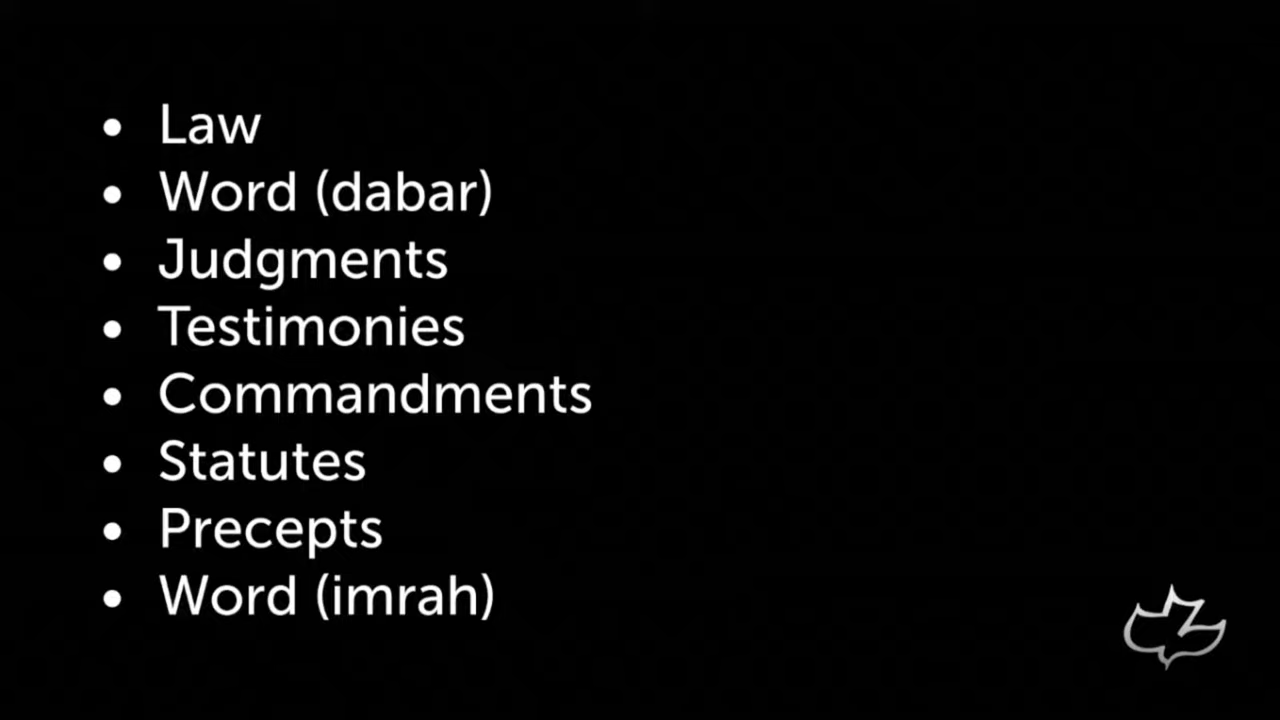 • Law
• Word (dabar)
• Judgments
• Testimonies
• Commandments
• Statutes
• Precepts
• Word (imrah)